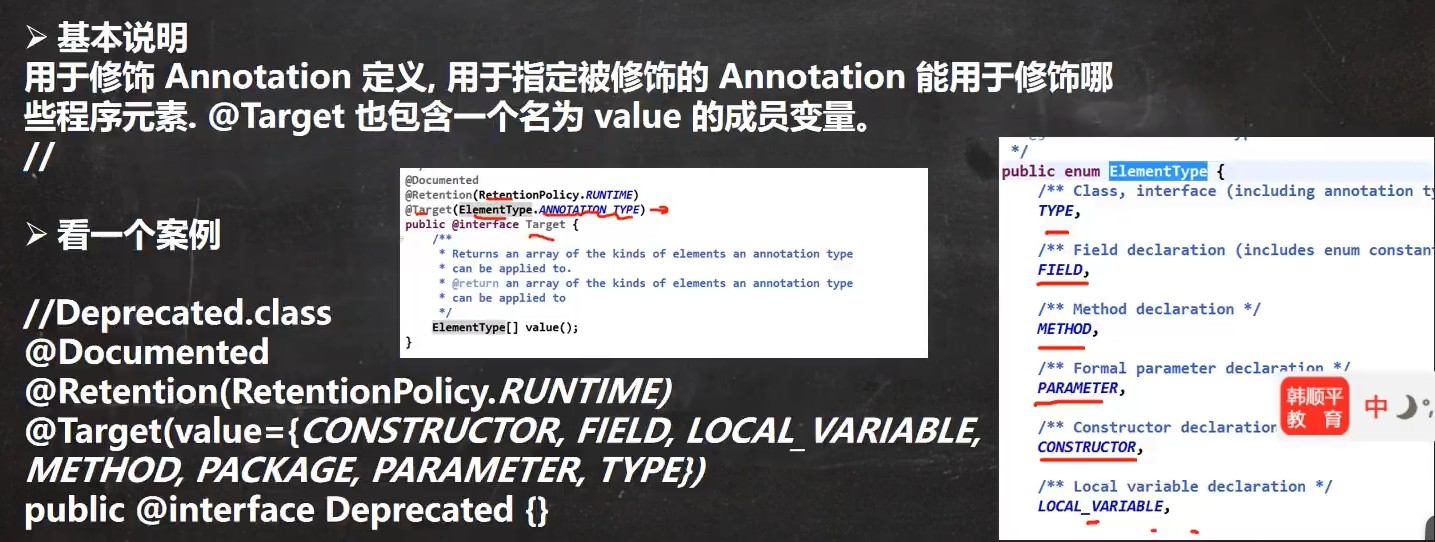 ➢ 基本说明
用于修饰 Annotation 定义, 用于指定被修饰的 Annotation 能用于修饰哪
些程序元素. @Target 也包含一个名为 value 的成员变量。
//
➢ 看一个案例
//Deprecated.class
@Documented
@Retention(RetentionPolicy.RUNTIME)
@Target(value={CONSTRUCTOR, FIELD, LOCAL_VARIABLE,
METHOD, PACKAGE, PARAMETER, TYPE})
public @interface Deprecated {}
@Documented
@Retention(RetentionPolicy.RUNTIME)
@Target(ElementType.ANNOTATION_TYPE)
public @interface Target {
/**
* Returns an array of the kinds of elements an annotation type
* can be applied to.
* @return an array of the kinds of elements an annotation type
* can be applied to
*/
ElementType[] value();
}
*/
public enum ElementType {
/** Class, interface (including annotation
TYPE,
/** Field declaration (includes enum
FIELD,
/** Method declaration */
METHOD,
/** Formal parameter declaration */
PARAMETER,
/** Constructor declaration
CONSTRUCTOR,
/** Local variable declaration */
LOCAL_VARIABLE,
韩顺平
教 育
中